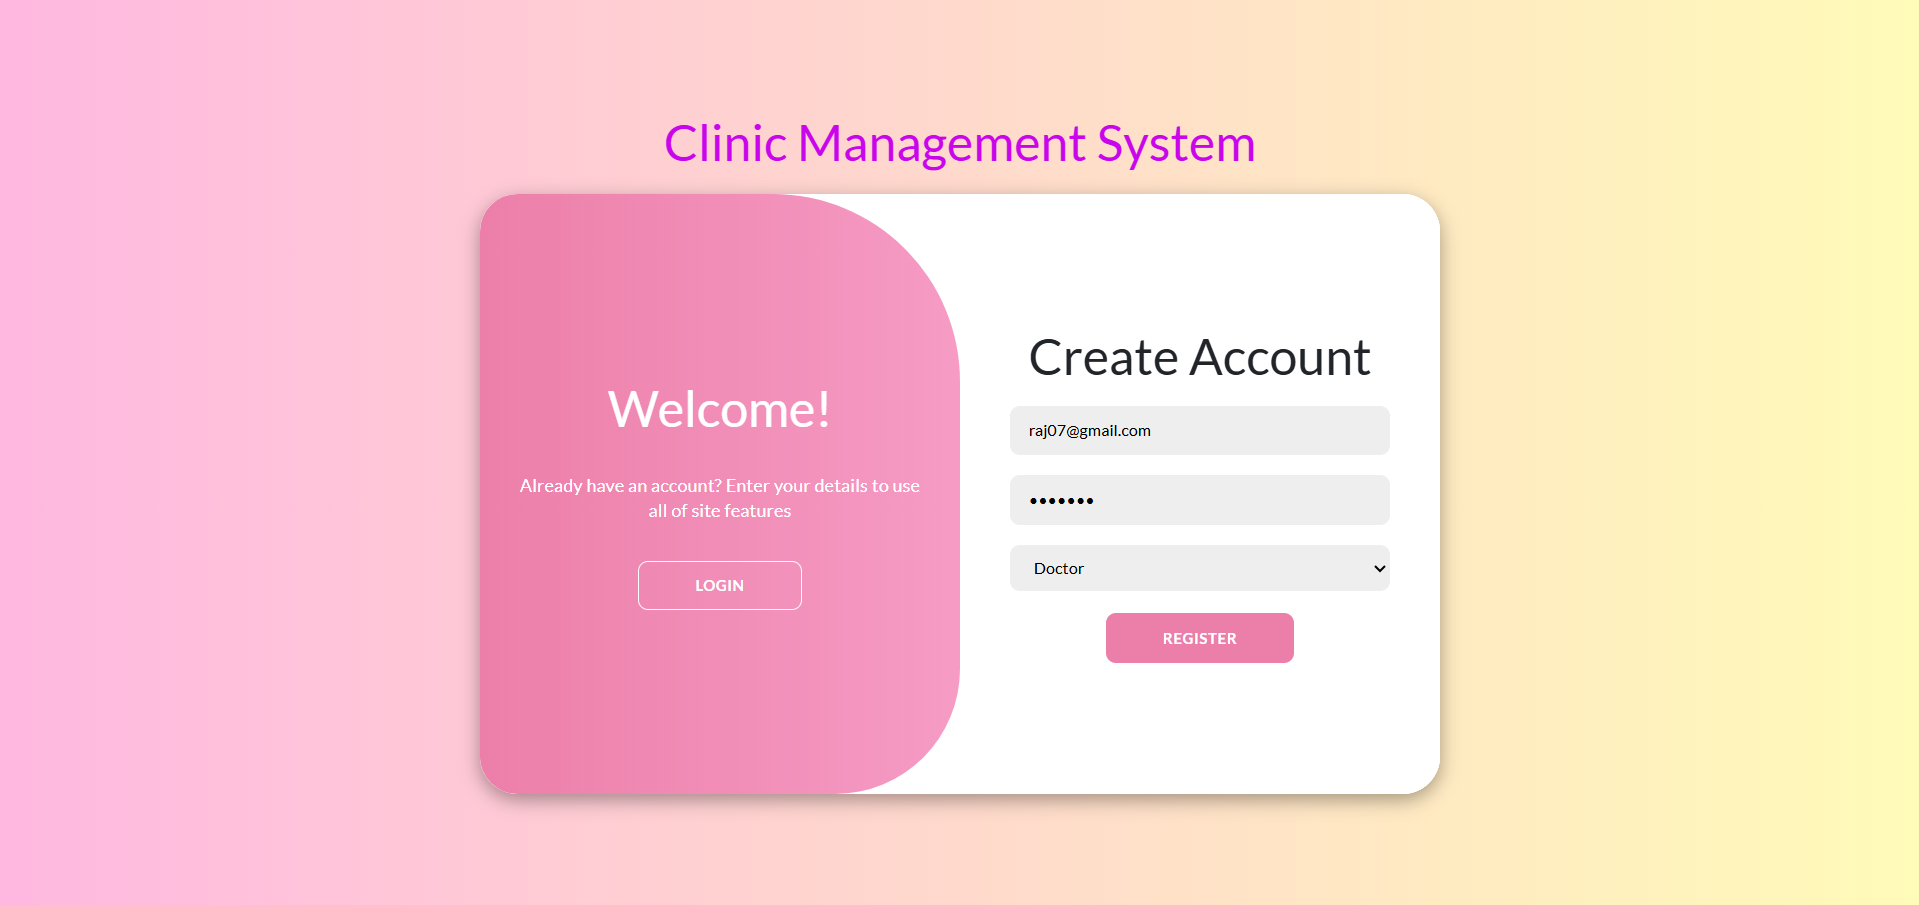 Clinic Management System
Welcome!
Already have an account? Enter your details to use
all of site features
LOGIN
Create Account
raj07@gmail.com
•••••••
Doctor
REGISTER